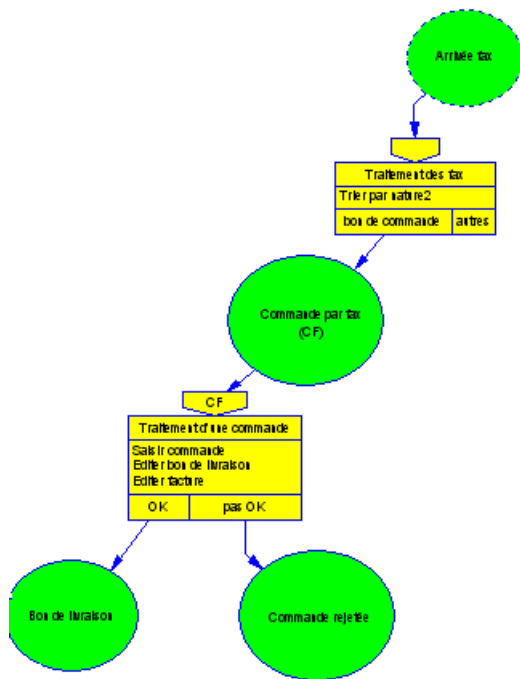 Arrivée fax
Traitement des fax
Trier par nature2
bon de commande autres
Commande par fax
(CF)
CF
Traitement d'une commande
Saisir commande
Editer bon de livraison
Editer facture
OK pas OK
Bon de livraison
Commande rejetée